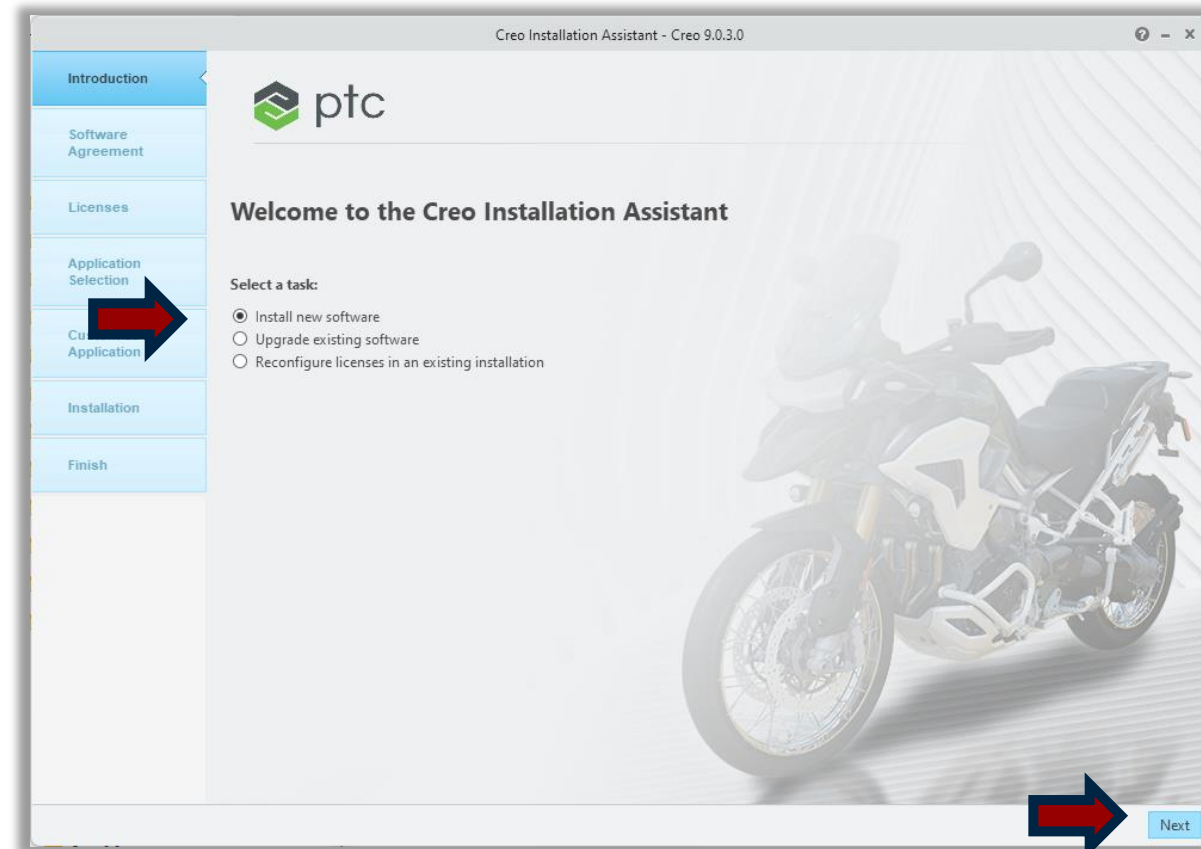 Creo Installation Assistant - Creo 9.0.3.0
Introduction
ptc
Software
Agreement
Licenses
Welcome to the Creo Installation Assistant
Application
Selection
Select a task:
Install new software
Upgrade existing software
Reconfigure licenses in an existing installation
Application
Installation
Finish
Next